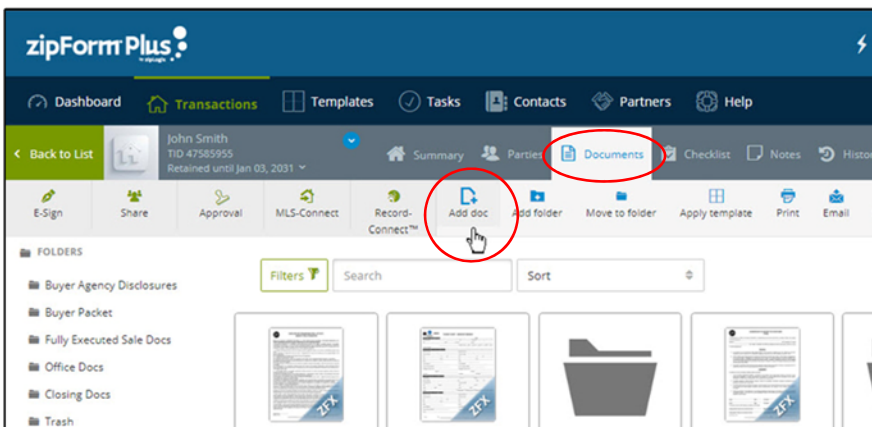 zipForm Plus
by zipLogix
Dashboard Transactions Templates Tasks Contacts Partners Help
John Smith
Back to List TID 47585955 Summary Parties Documents Checklist Notes Histo
Retained until Jan 03, 2031
E-Sign Share Approval MLS-Connect Record-Connect™ Add doc Add folder Move to folder Apply template Print Email
FOLDERS
Filters Search Sort
Buyer Agency Disclosures
Buyer Packet
Fully Executed Sale Docs
Office Docs
Closing Docs
Trash
ZFX ZFX ZFX